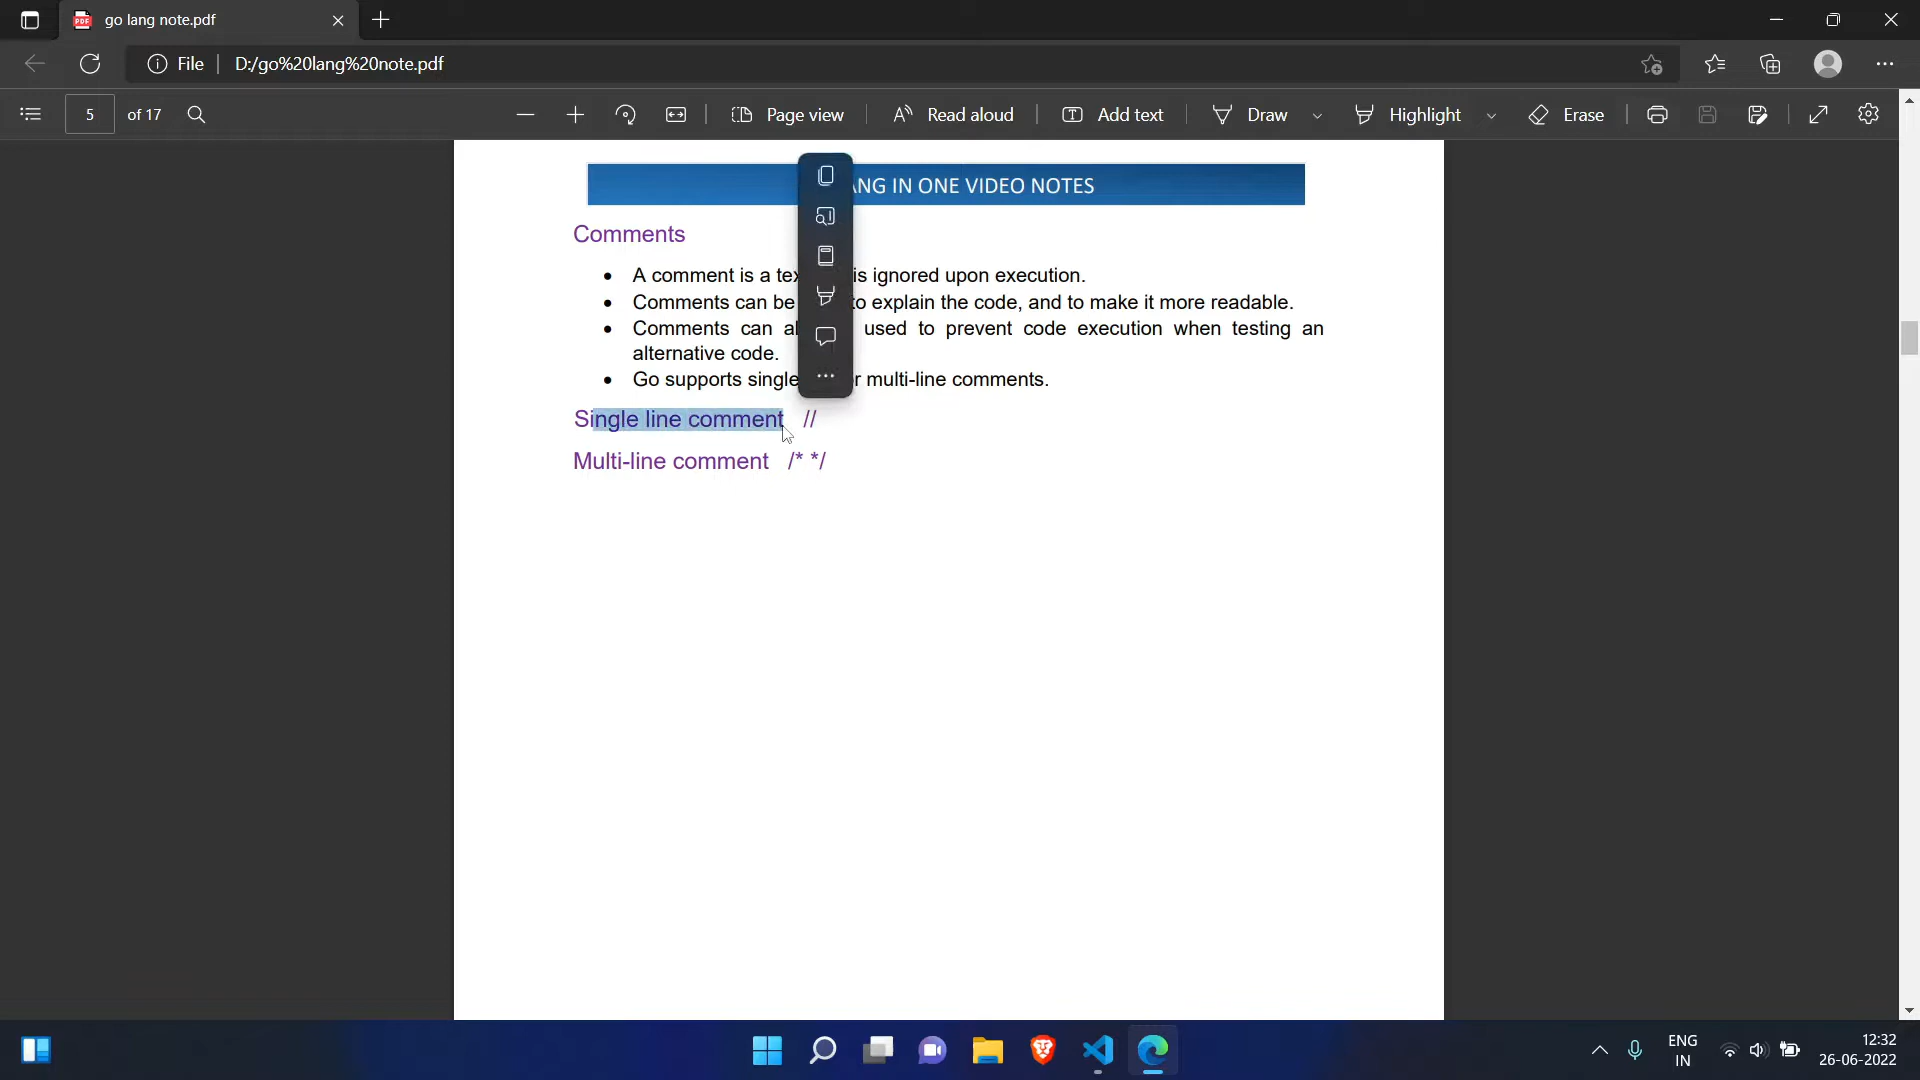 go lang note.pdf
File
D:/go%20lang%20note.pdf
5 of 17
Page view
Read aloud
Add text
Draw
Highlight
Erase
ANG IN ONE VIDEO NOTES
Comments
• A comment is a tex is ignored upon execution.
• Comments can be to explain the code, and to make it more readable.
• Comments can al used to prevent code execution when testing an
alternative code.
• Go supports single r multi-line comments.
Single line comment //
Multi-line comment /* */
ENG
IN
12:32
26-06-2022